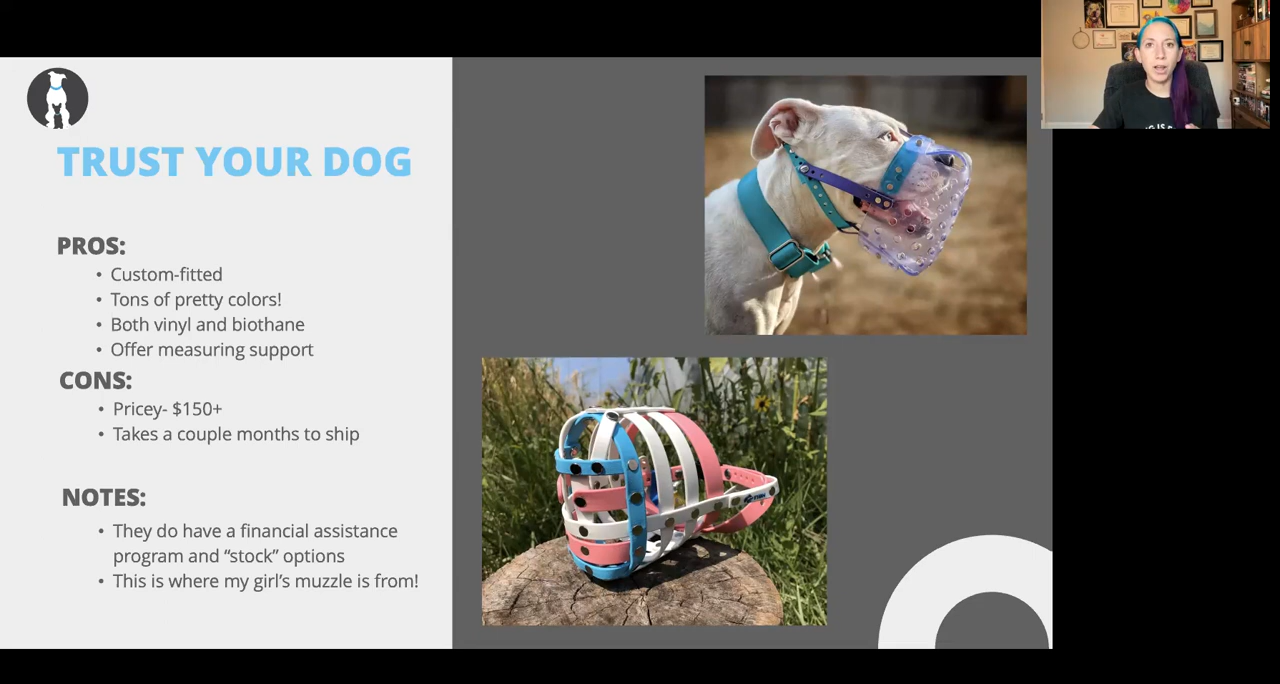 TRUST YOUR DOG
PROS:
• Custom-fitted
• Tons of pretty colors!
• Both vinyl and biothane
• Offer measuring support
CONS:
• Pricey- $150+
• Takes a couple months to ship
NOTES:
• They do have a financial assistance
program and “stock” options
• This is where my girl’s muzzle is from!